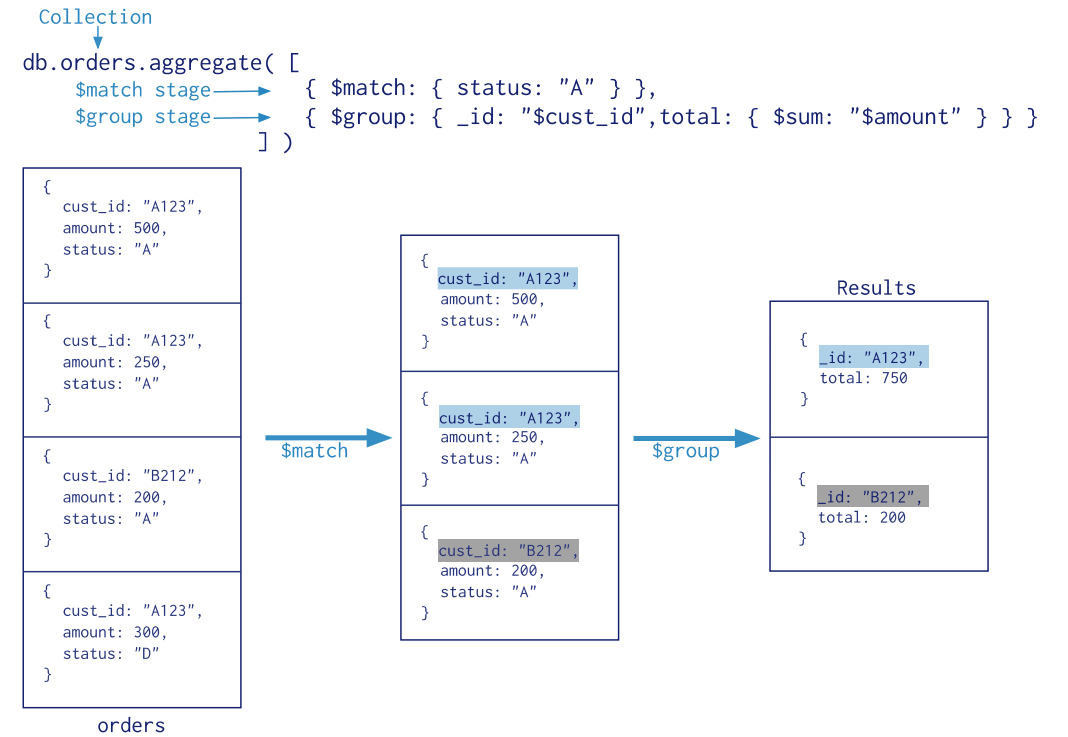 Collection
db.orders.aggregate( [
$match stage
{ $match: { status: "A" } },
$group stage
{ $group: { _id: "$cust_id",total: { $sum: "$amount" } } }
] )
{
cust_id: "A123",
amount: 500,
status: "A"
}
{
cust_id: "A123",
amount: 250,
status: "A"
}
{
cust_id: "B212",
amount: 200,
status: "A"
}
{
cust_id: "A123",
amount: 300,
status: "D"
}
orders
$match
{
cust_id: "A123",
amount: 500,
status: "A"
}
{
cust_id: "A123",
amount: 250,
status: "A"
}
{
cust_id: "B212",
amount: 200,
status: "A"
}
$group
Results
{
_id: "A123",
total: 750
}
{
_id: "B212",
total: 200
}